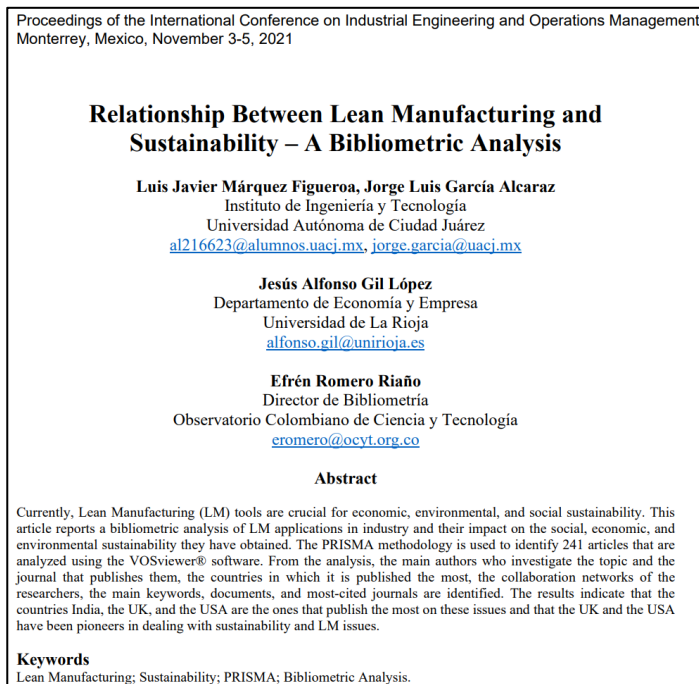 Proceedings of the International Conference on Industrial Engineering and Operations Management
Monterrey, Mexico, November 3-5, 2021
Relationship Between Lean Manufacturing and
Sustainability – A Bibliometric Analysis
Luis Javier Márquez Figueroa, Jorge Luis García Alcaraz
Instituto de Ingeniería y Tecnología
Universidad Autónoma de Ciudad Juárez
al216623@alumnos.uacj.mx, jorge.garcia@uacj.mx
Jesús Alfonso Gil López
Departamento de Economía y Empresa
Universidad de La Rioja
alfonso.gil@unirioja.es
Efrén Romero Riaño
Director de Bibliometría
Observatorio Colombiano de Ciencia y Tecnología
eromero@ocyt.org.co
Abstract
Currently, Lean Manufacturing (LM) tools are crucial for economic, environmental, and social sustainability. This
article reports a bibliometric analysis of LM applications in industry and their impact on the social, economic, and
environmental sustainability they have obtained. The PRISMA methodology is used to identify 241 articles that are
analyzed using the VOSviewer® software. From the analysis, the main authors who investigate the topic and the
journal that publishes them, the countries in which it is published the most, the collaboration networks of the
researchers, the main keywords, documents, and most-cited journals are identified. The results indicate that the
countries India, the UK, and the USA are the ones that publish the most on these issues and that the UK and the USA
have been pioneers in dealing with sustainability and LM issues.
Keywords
Lean Manufacturing; Sustainability; PRISMA; Bibliometric Analysis.